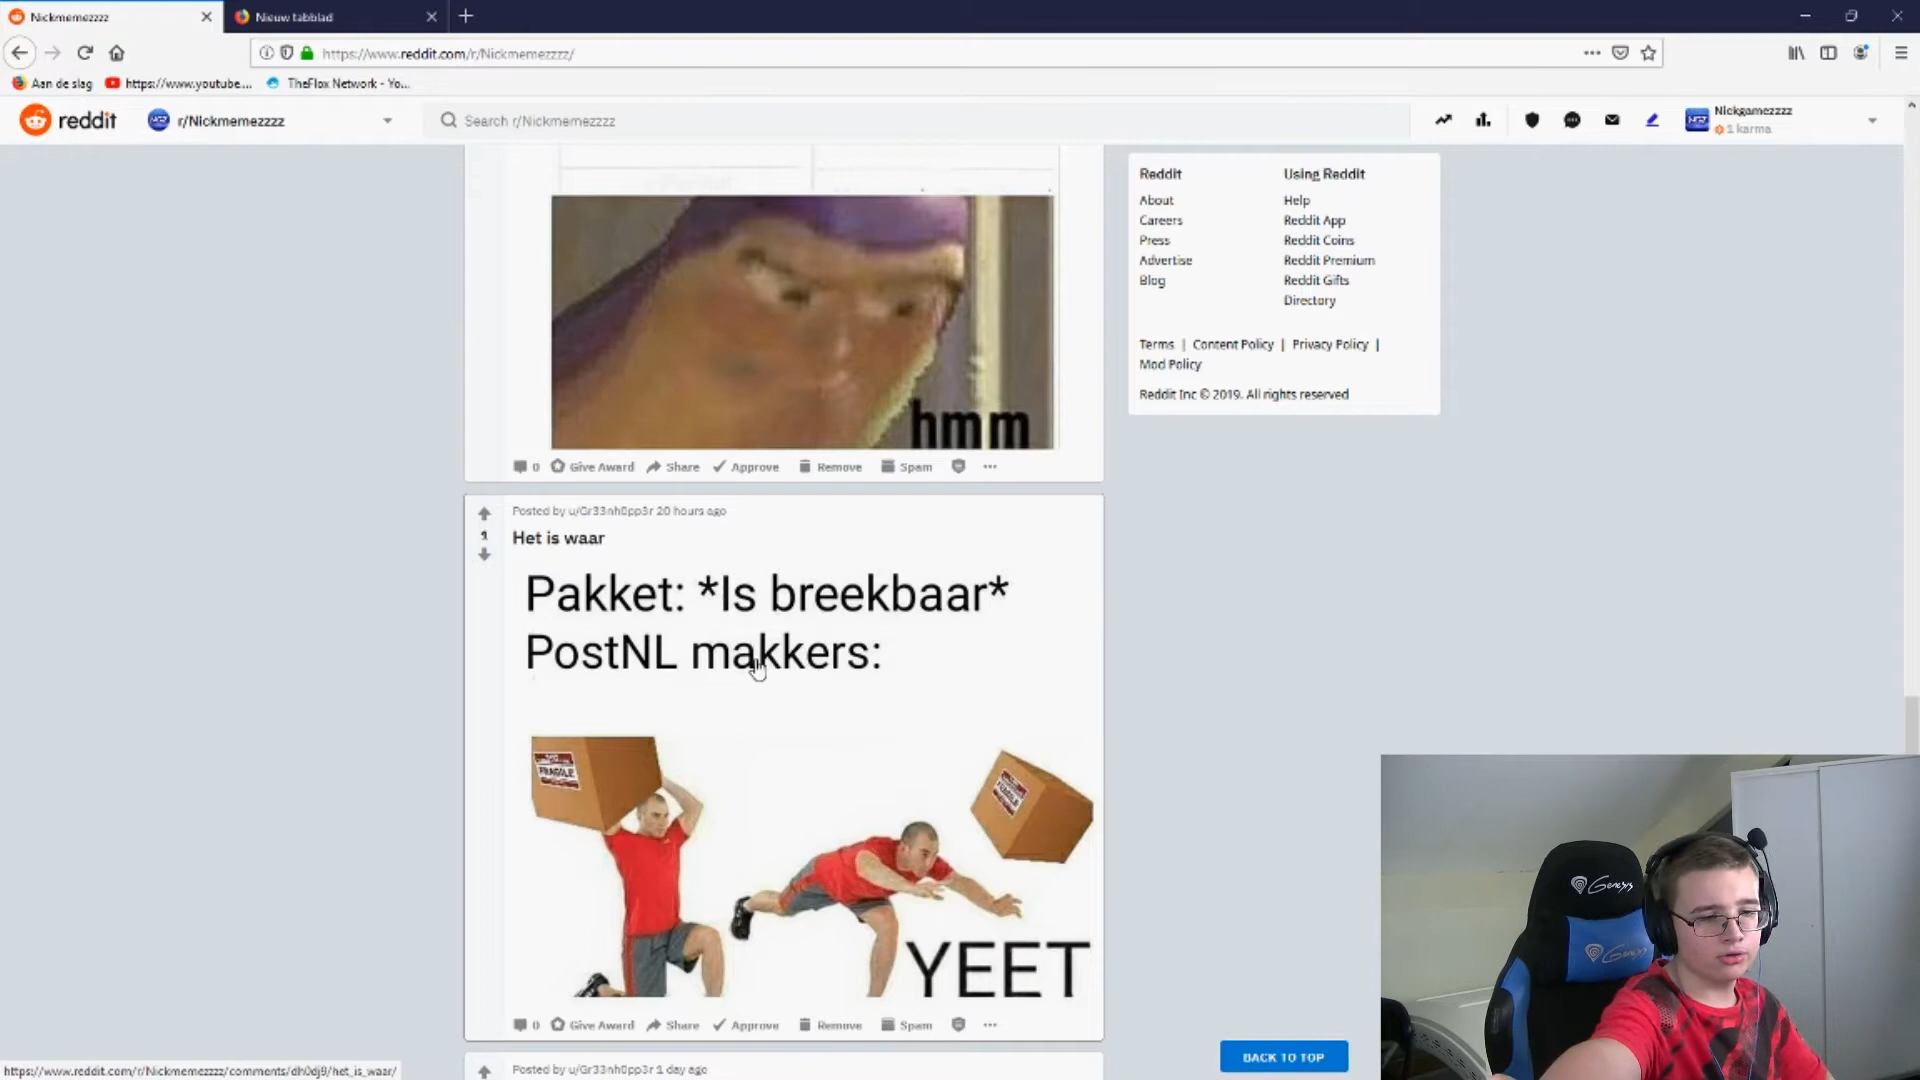 Nickmemezzzz
Nieuw tabblad
https://www.reddit.com/r/Nickmemezzzz/
Aan de slag
https://www.youtube....
TheFlox Network - Yo...
reddit
r/Nickmemezzzz
Search r/Nickmemezzzz
Nickgamezzzz
1 karma
Reddit
Using Reddit
About
Help
Careers
Reddit App
Press
Reddit Coins
Advertise
Reddit Premium
Blog
Reddit Gifts
Directory
Terms | Content Policy | Privacy Policy |
Mod Policy
Reddit Inc © 2019. All rights reserved
hmm
0 Give Award Share Approve Remove Spam
Posted by u/Gr33nh0pp3r 20 hours ago
1
Het is waar
Pakket: *Is breekbaar*
PostNL makkers:
FRAGILE
YEET
0 Give Award Share Approve Remove Spam
Posted by u/Gr33nh0pp3r 1 day ago
BACK TO TOP
https://www.reddit.com/r/Nickmemezzzz/comments/dh0dj9/het_is_waar/
Genesis